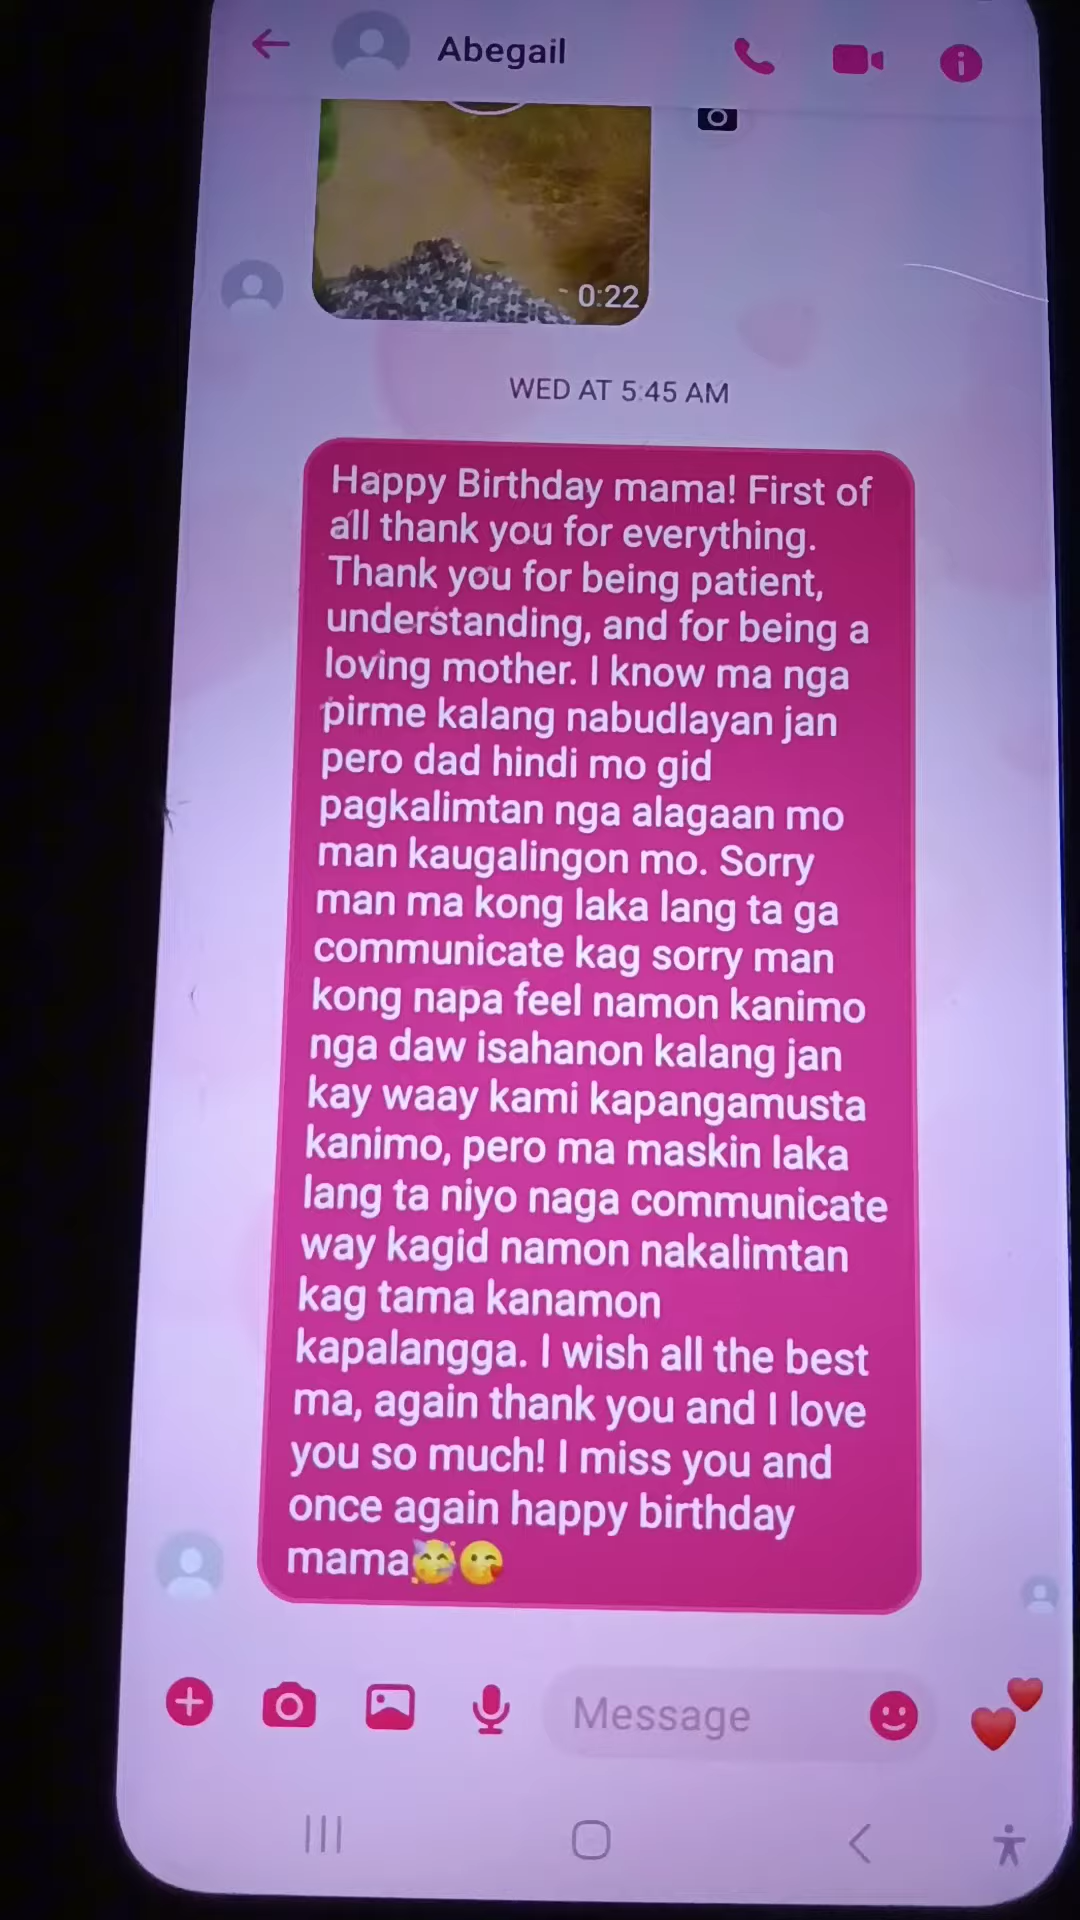 Abegail
0:22
WED AT 5:45 AM
Happy Birthday mama! First of
all thank you for everything.
Thank you for being patient,
understanding, and for being a
loving mother. I know ma nga
pirme kalang nabudlayan jan
pero dad hindi mo gid
pagkalimtan nga alagaan mo
man kaugalingon mo. Sorry
man ma kong laka lang ta ga
communicate kag sorry man
kong napa feel namon kanimo
nga daw isahanon kalang jan
kay waay kami kapangamusta
kanimo, pero ma maskin laka
lang ta niyo naga communicate
way kagid namon nakalimtan
kag tama kanamon
kapalangga. I wish all the best
ma, again thank you and I love
you so much! I miss you and
once again happy birthday
mama🥳😘
Message